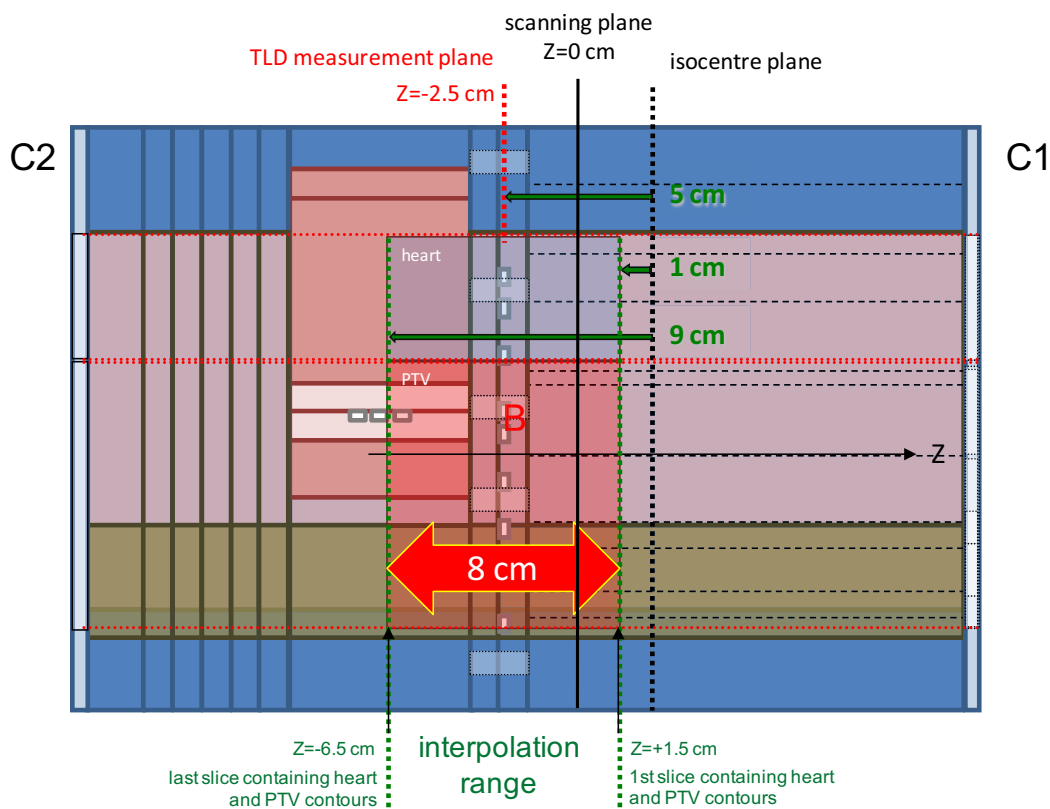 scanning plane
Z=0 cm
TLD measurement plane
Z=-2.5 cm
isocentre plane
C2
C1
5 cm
heart
1 cm
9 cm
PTV
B
Z
8 cm
Z=-6.5 cm
last slice containing heart
and PTV contours
interpolation
range
Z=+1.5 cm
1st slice containing heart
and PTV contours